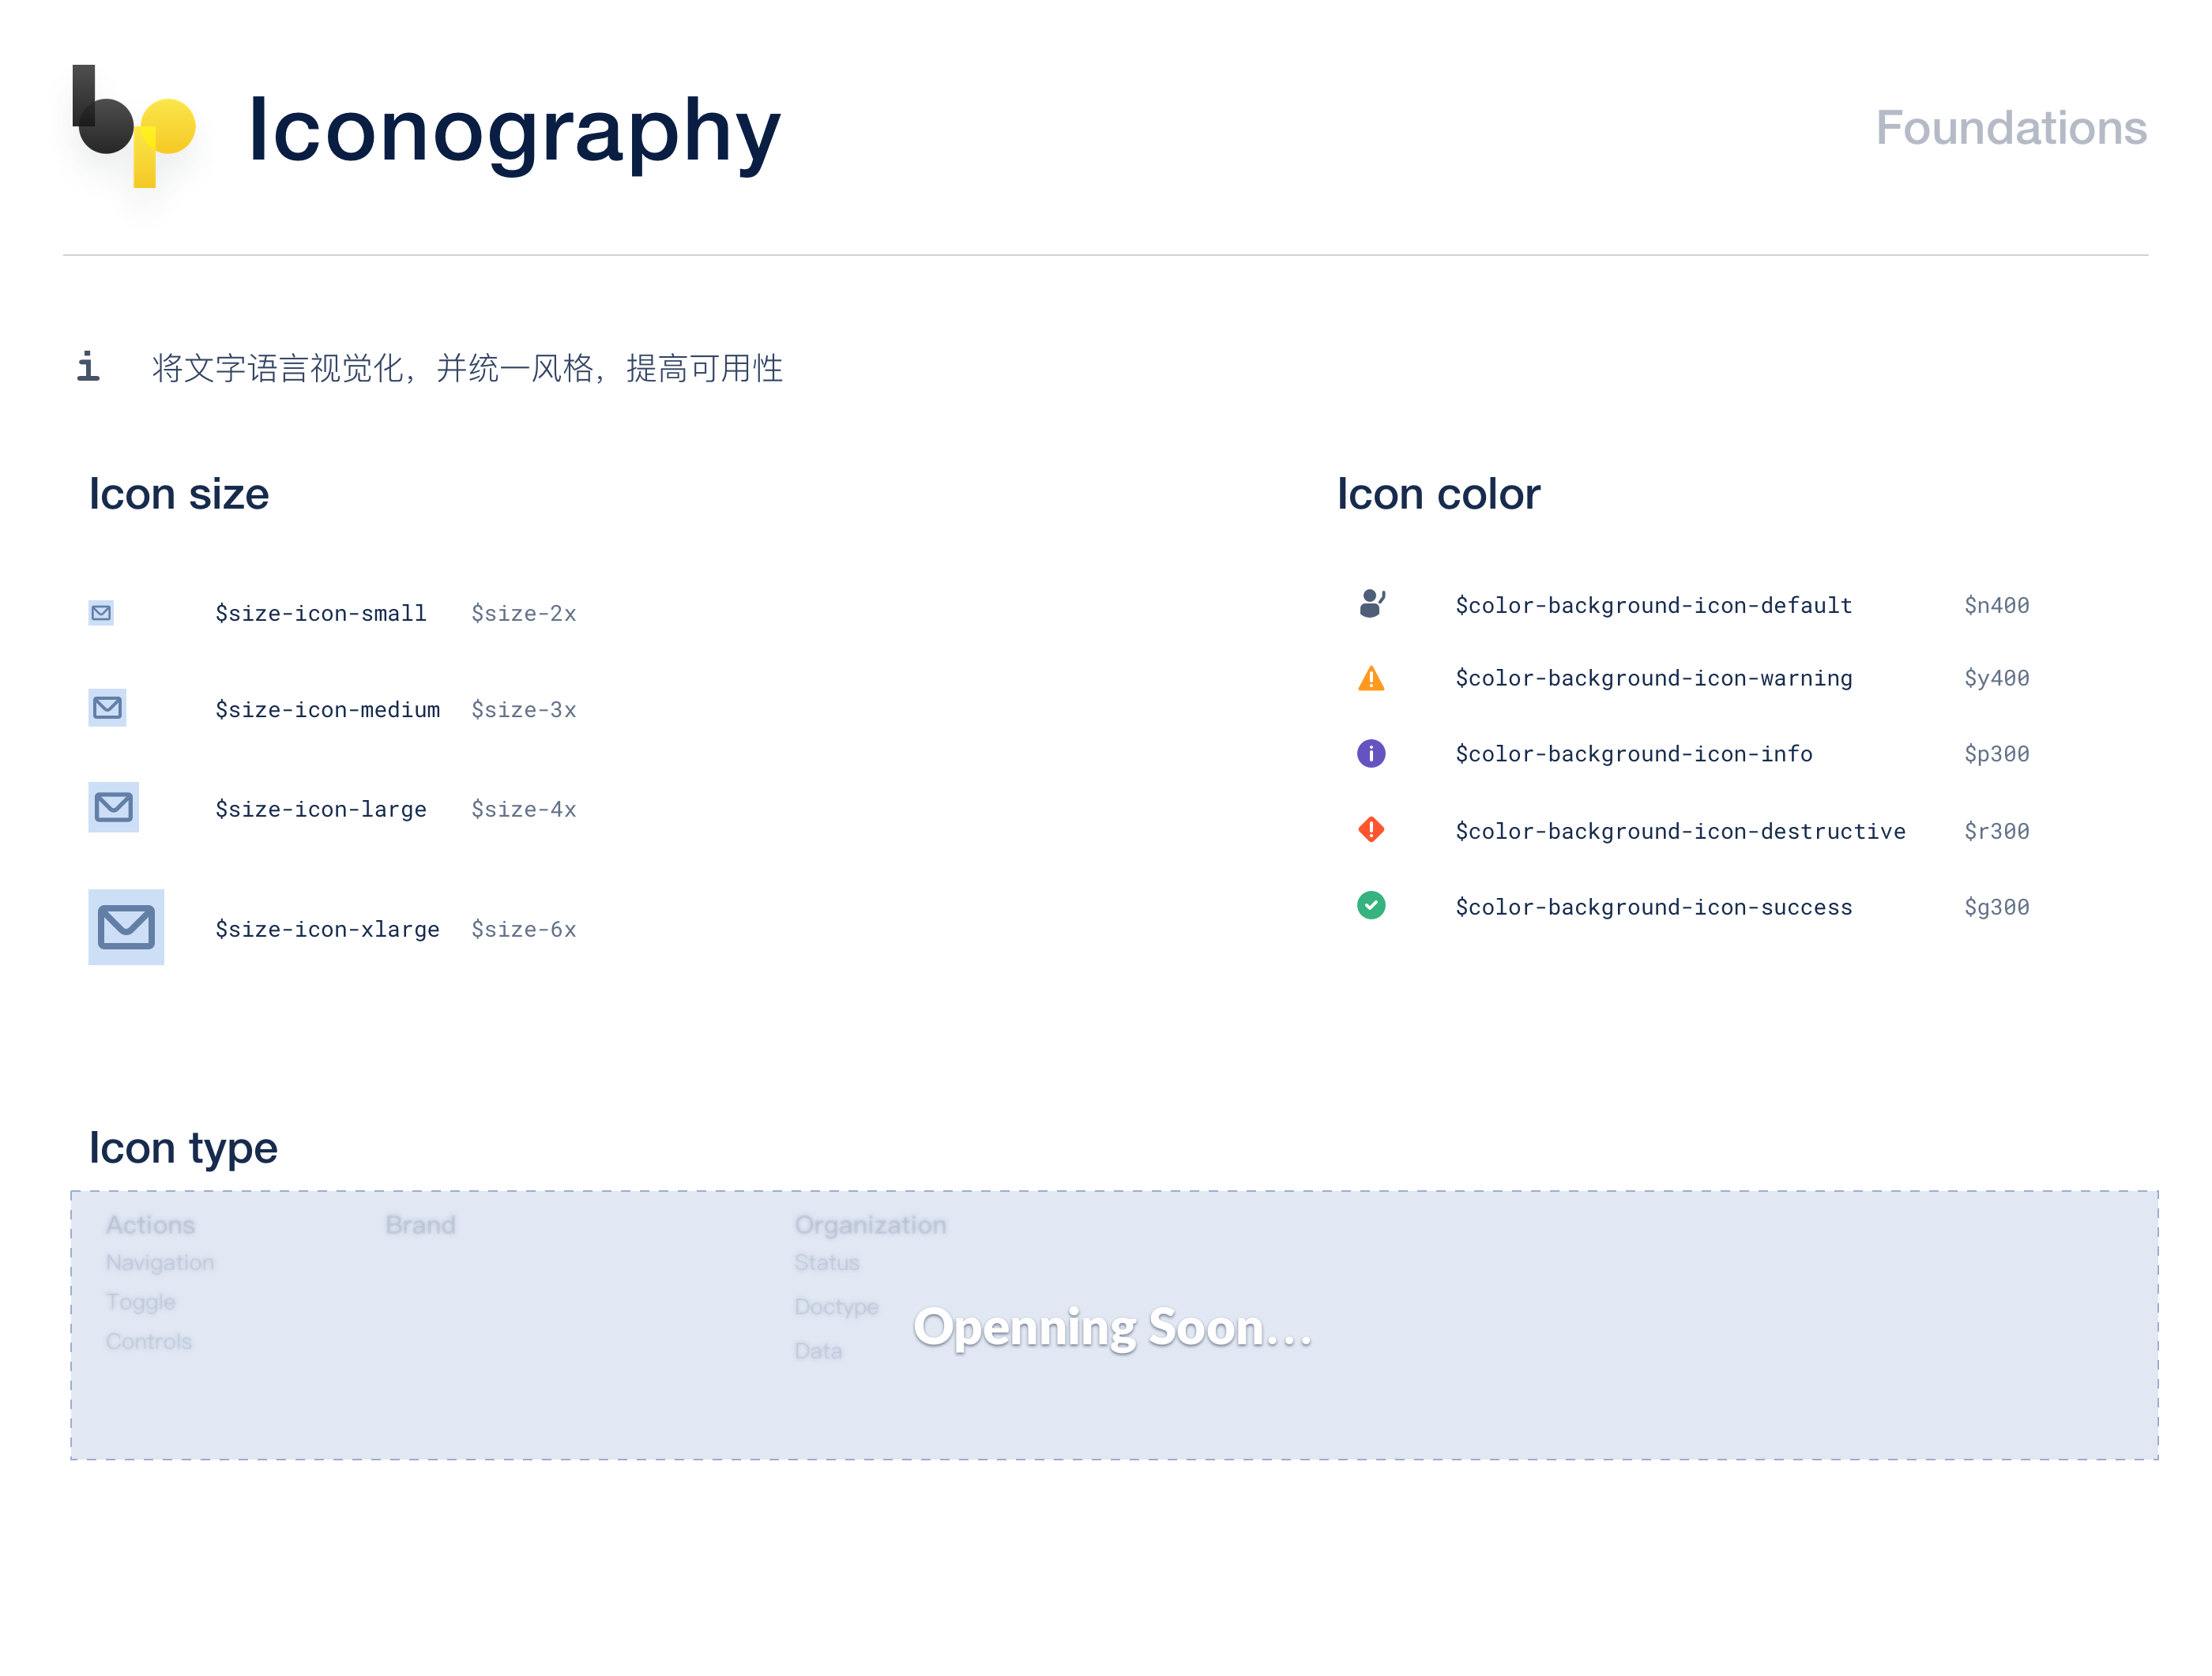 bp
Iconography
Foundations
i 将文字语言视觉化，并统一风格，提高可用性
Icon size
$size-icon-small $size-2x
$size-icon-medium $size-3x
$size-icon-large $size-4x
$size-icon-xlarge $size-6x
Icon color
$color-background-icon-default $n400
$color-background-icon-warning $y400
$color-background-icon-info $p300
$color-background-icon-destructive $r300
$color-background-icon-success $g300
Icon type
Actions
Navigation
Toggle
Controls
Brand
Organization
Status
Doctype
Data
Openning Soon...